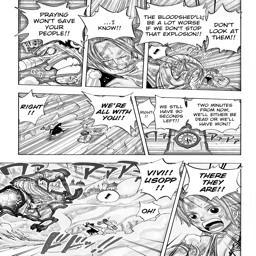 PRAYING
WON'T SAVE
YOUR
PEOPLE!!
...I
KNOW!!
THE BLOODSHED'LL
BE A LOT WORSE
IF WE DON'T STOP
THAT EXPLOSION!!
DON'T
LOOK AT
THEM!!
RIGHT
!!
WE'RE
ALL WITH
YOU!!
RIGHT
!!
WE STILL
HAVE 90
SECONDS
LEFT!!
TWO MINUTES
FROM NOW,
WE'LL EITHER
BE DEAD OR
WE'LL HAVE
WON!!
VIVI!!
USOPP
!!
OH!
THERE
THEY
ARE!!